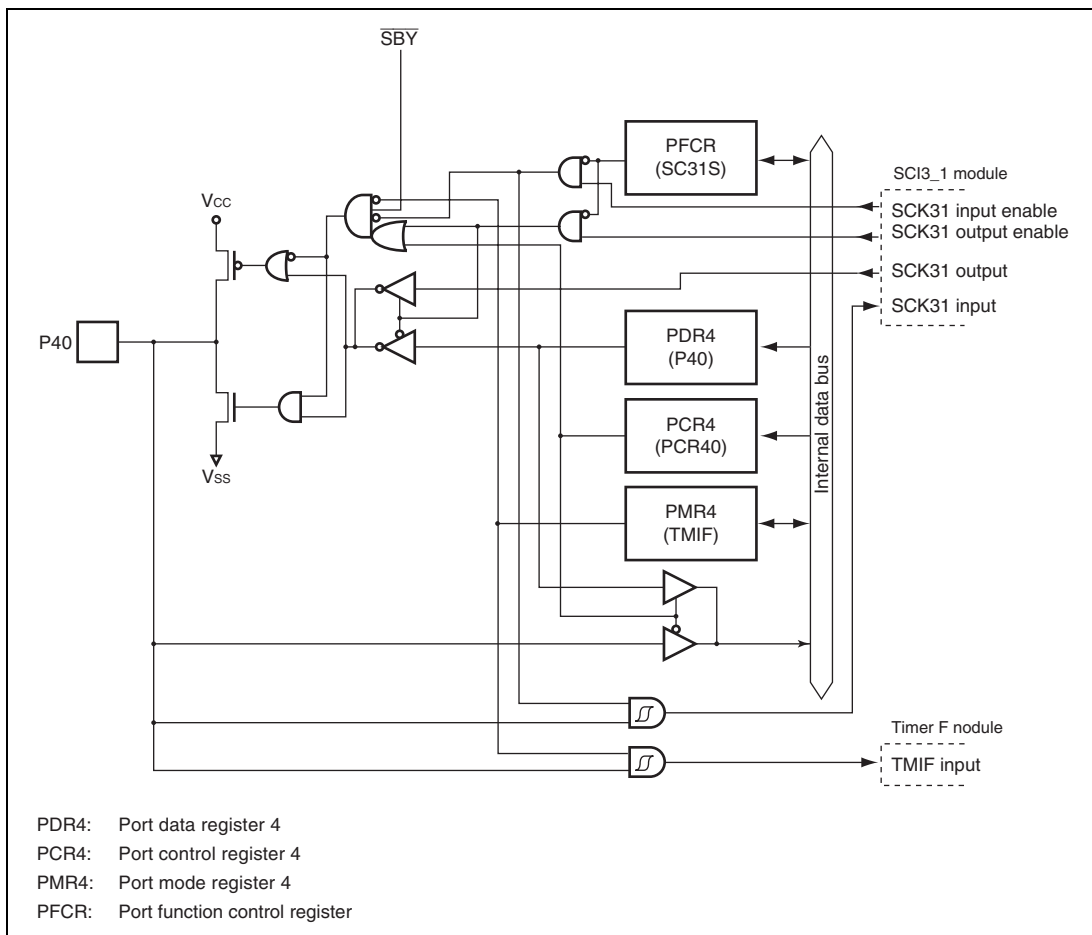 SBY
PFCR
(SC31S)
SCI3_1 module
SCK31 input enable
SCK31 output enable
SCK31 output
SCK31 input
VCC
P40
VSS
PDR4
(P40)
PCR4
(PCR40)
PMR4
(TMIF)
Internal data bus
Timer F nodule
TMIF input
PDR4: Port data register 4
PCR4: Port control register 4
PMR4: Port mode register 4
PFCR: Port function control register